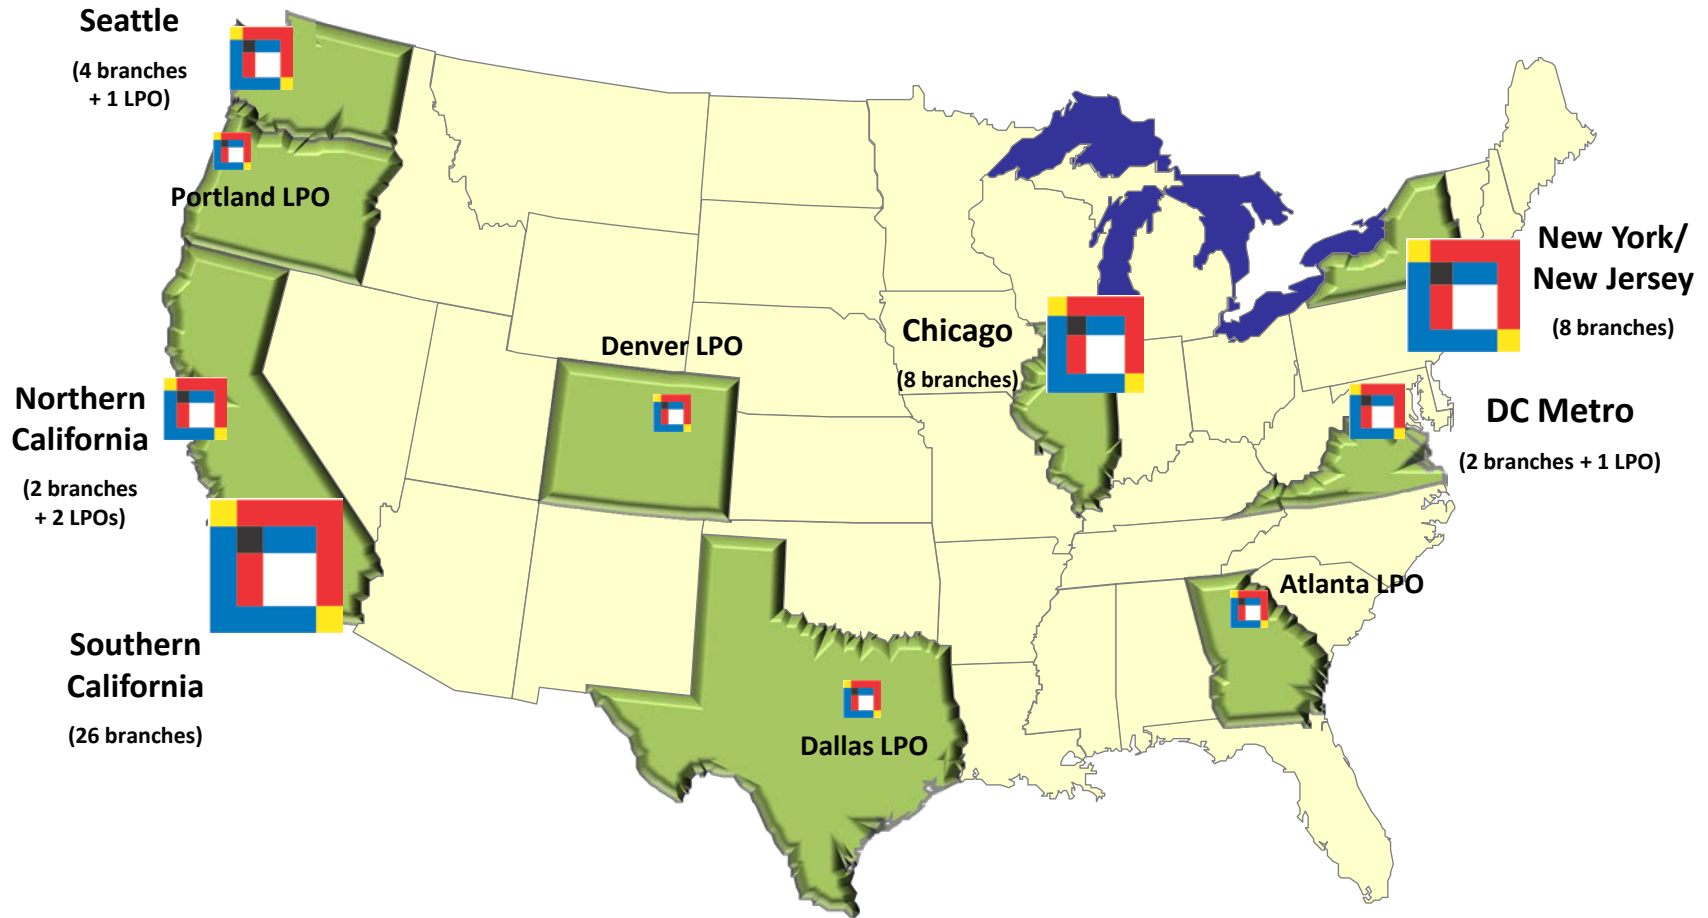 Seattle
(4 branches
+ 1 LPO)
Portland LPO
Northern
California
(2 branches
+ 2 LPOs)
Southern
California
(26 branches)
Denver LPO
Dallas LPO
Chicago
(8 branches)
New York/
New Jersey
(8 branches)
DC Metro
(2 branches + 1 LPO)
Atlanta LPO